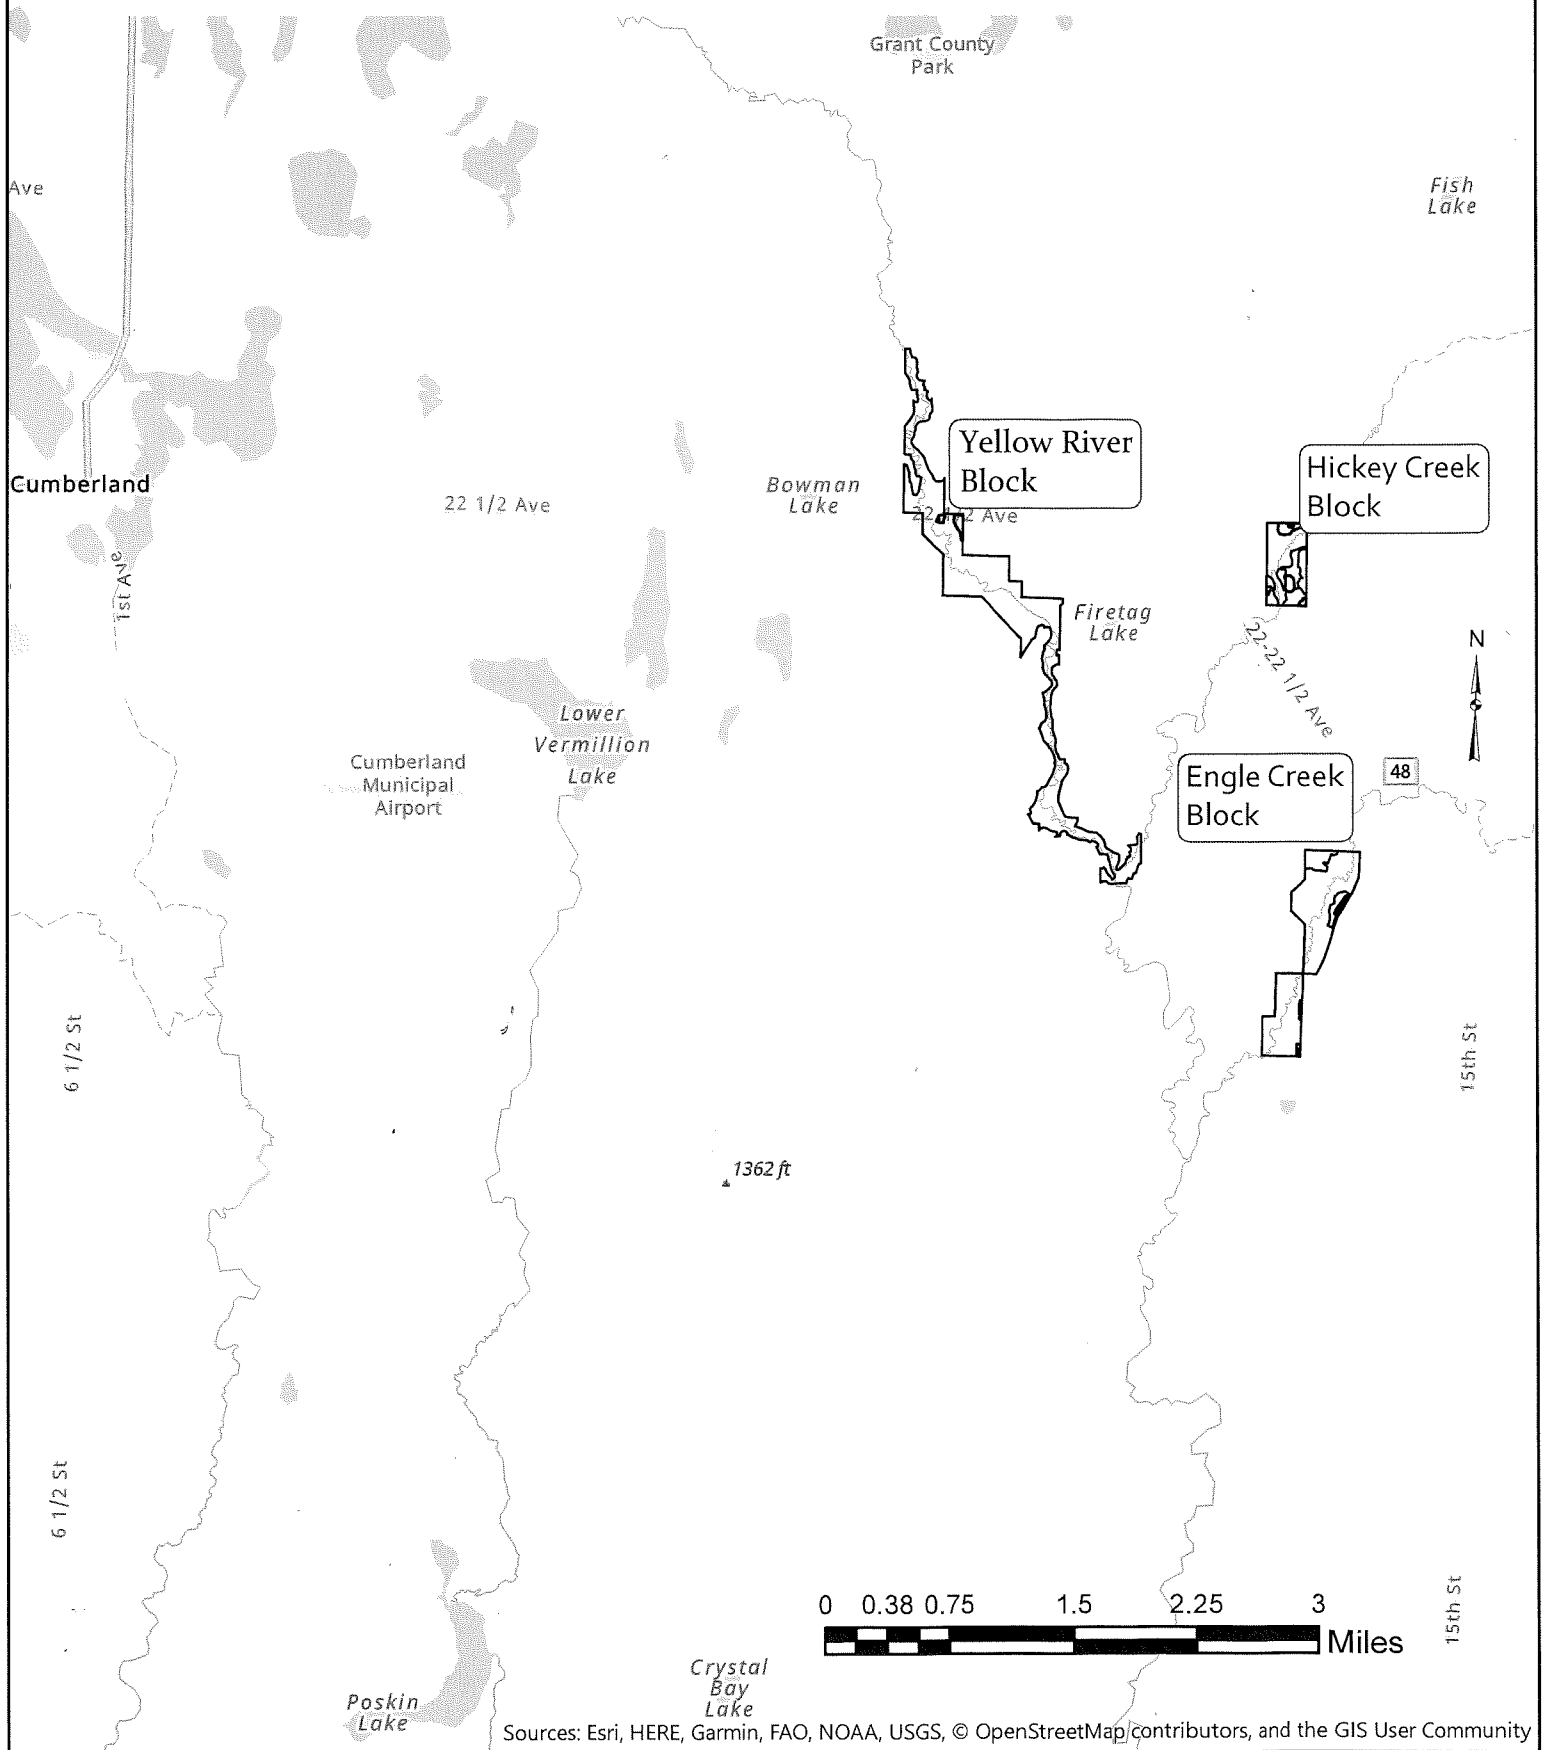 Grant County
Park
Ave
Fish
Lake
Yellow River
Block
Hickey Creek
Block
Cumberland
22 1/2 Ave
Bowman
Lake
22 1/2 Ave
1st Ave
Firetag
Lake
22-22 1/2 Ave
N
Lower
Vermillion
Lake
Cumberland
Municipal
Airport
Engle Creek
Block
48
6 1/2 St
15th St
1362 ft
6 1/2 St
15th St
0 0.38 0.75 1.5 2.25 3
Miles
Crystal
Bay
Lake
Poskin
Lake
Sources: Esri, HERE, Garmin, FAO, NOAA, USGS, © OpenStreetMap contributors, and the GIS User Community